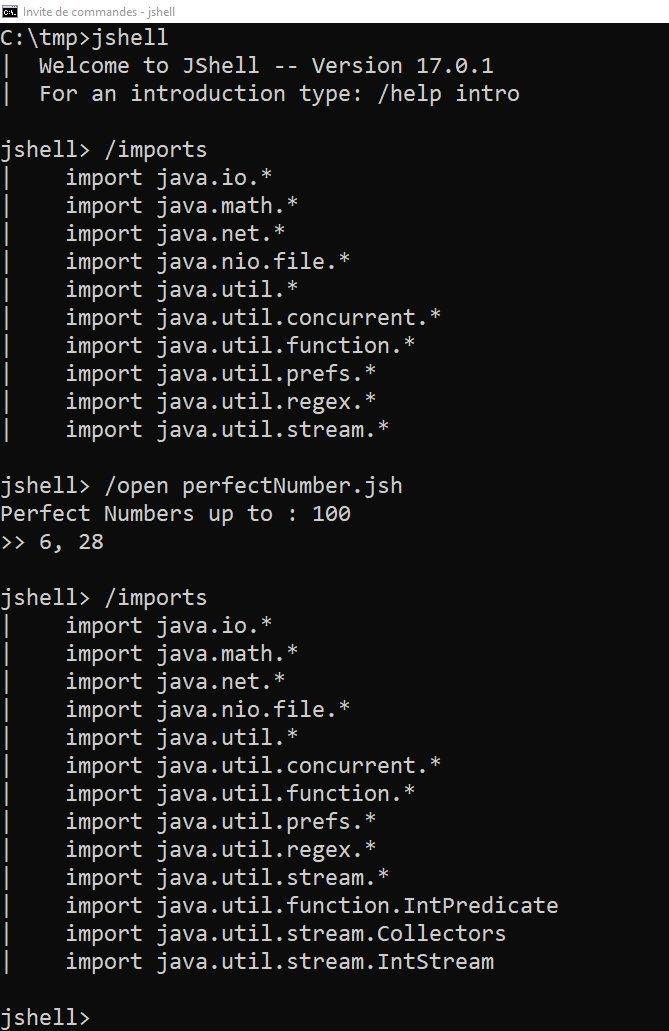 Invite de commandes - jshell
C:\tmp>jshell
|  Welcome to JShell -- Version 17.0.1
|  For an introduction type: /help intro
jshell> /imports
|    import java.io.*
|    import java.math.*
|    import java.net.*
|    import java.nio.file.*
|    import java.util.*
|    import java.util.concurrent.*
|    import java.util.function.*
|    import java.util.prefs.*
|    import java.util.regex.*
|    import java.util.stream.*
jshell> /open perfectNumber.jsh
Perfect Numbers up to : 100
>> 6, 28
jshell> /imports
|    import java.io.*
|    import java.math.*
|    import java.net.*
|    import java.nio.file.*
|    import java.util.*
|    import java.util.concurrent.*
|    import java.util.function.*
|    import java.util.prefs.*
|    import java.util.regex.*
|    import java.util.stream.*
|    import java.util.function.IntPredicate
|    import java.util.stream.Collectors
|    import java.util.stream.IntStream
jshell>